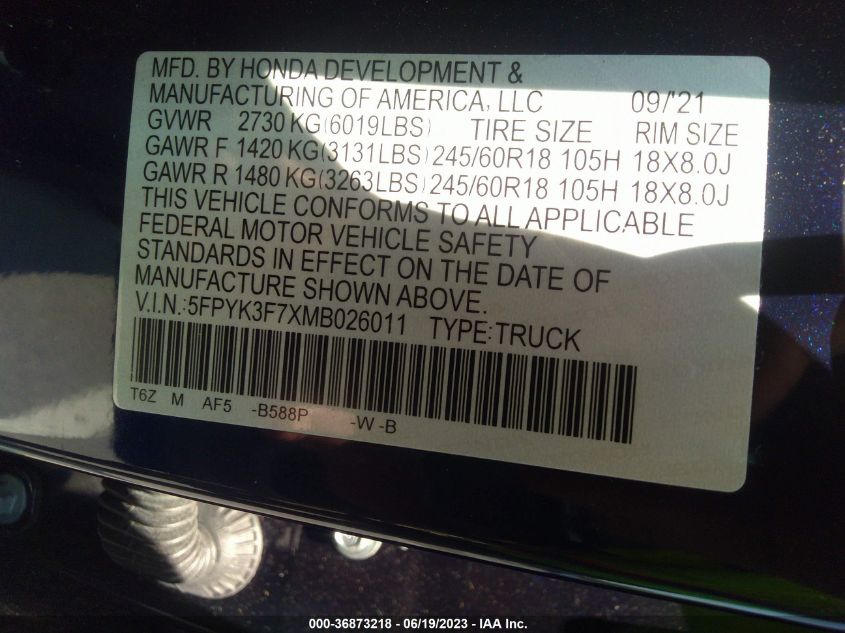 MFD. BY HONDA DEVELOPMENT &
MANUFACTURING OF AMERICA, LLC 09/'21
GVWR 2730 KG(6019LBS) TIRE SIZE RIM SIZE
GAWR F 1420 KG(3131LBS) 245/60R18 105H 18X8.0J
GAWR R 1480 KG(3263LBS) 245/60R18 105H 18X8.0J
THIS VEHICLE CONFORMS TO ALL APPLICABLE
FEDERAL MOTOR VEHICLE SAFETY
STANDARDS IN EFFECT ON THE DATE OF
MANUFACTURE SHOWN ABOVE.
V.I.N.:5FPYK3F7XMB026011 TYPE:TRUCK
T6Z M AF5 -B588P -W -B
000-36873218 - 06/19/2023 - IAA Inc.